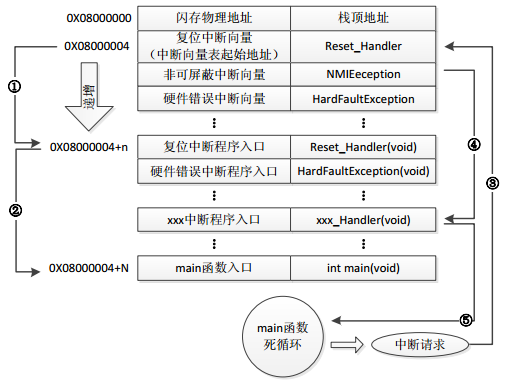 0X08000000 闪存物理地址 栈顶地址
0X08000004 复位中断向量
(中断向量表起始地址) Reset_Handler
非可屏蔽中断向量 NMIEeception
硬件错误中断向量 HardFaultException
①
递增
0X08000004+n 复位中断程序入口 Reset_Handler(void)
④
硬件错误中断程序入口 HardFaultException(void)
③
② xxx中断程序入口 xxx_Handler(void)
0X08000004+N main函数入口 int main(void)
⑤
main函数
死循环
中断请求